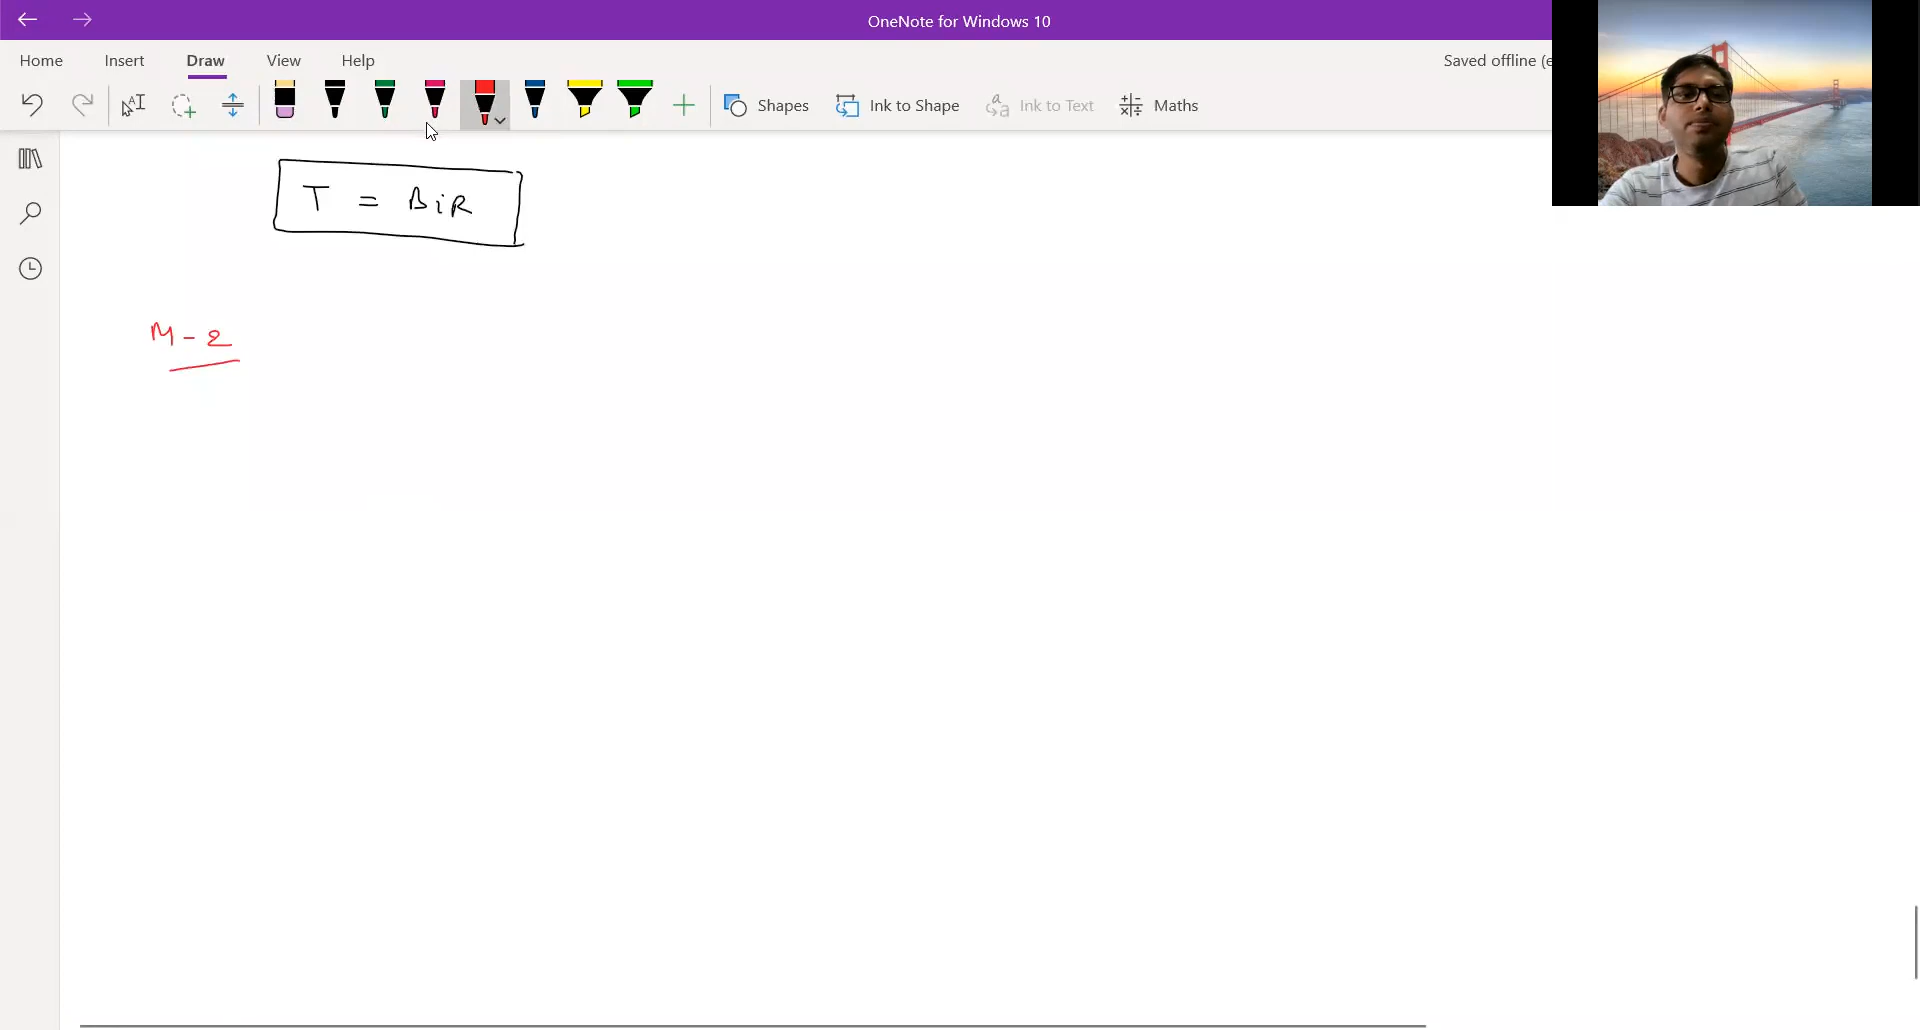 OneNote for Windows 10
Home Insert Draw View Help
Saved offline (e
Shapes Ink to Shape Ink to Text Maths
T = BiR
M - 2